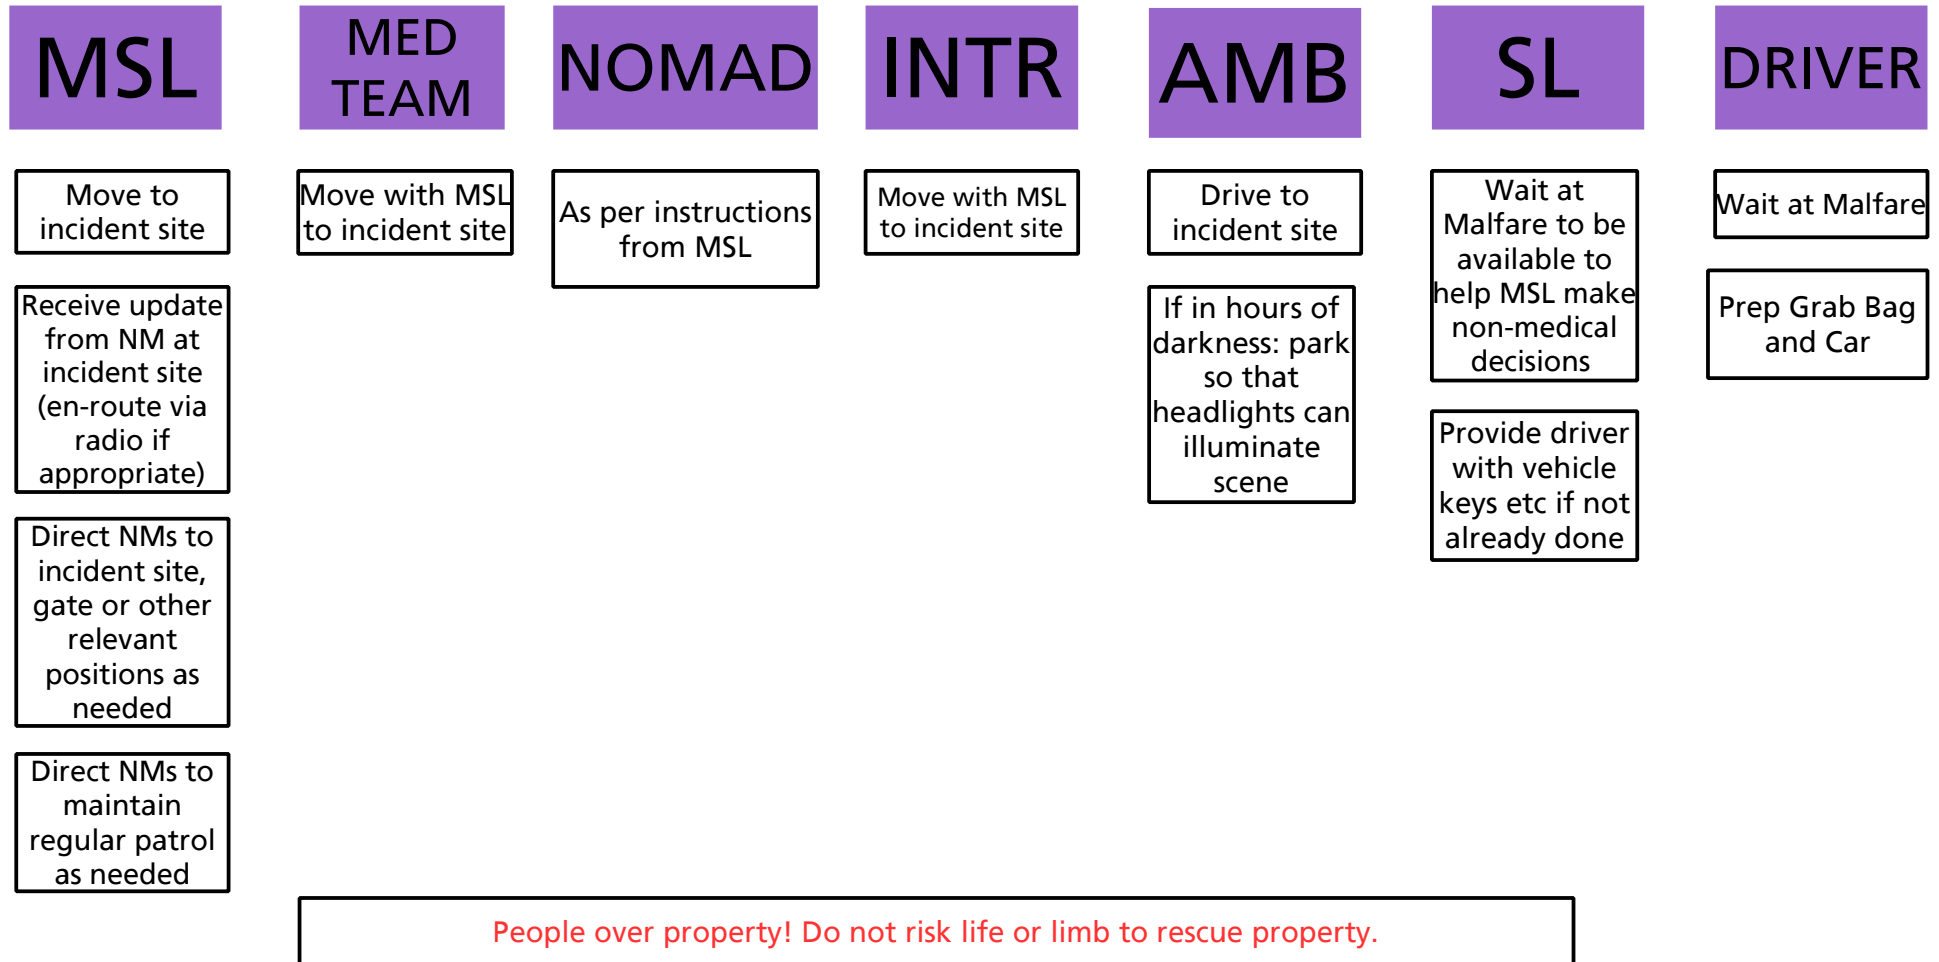 MSL
MED
TEAM
NOMAD
INTR
AMB
SL
DRIVER
Move to
incident site
Receive update
from NM at
incident site
(en-route via
radio if
appropriate)
Direct NMs to
incident site,
gate or other
relevant
positions as
needed
Direct NMs to
maintain
regular patrol
as needed
Move with MSL
to incident site
As per instructions
from MSL
Move with MSL
to incident site
Drive to
incident site
If in hours of
darkness: park
so that
headlights can
illuminate
scene
Wait at
Malfare to be
available to
help MSL make
non-medical
decisions
Provide driver
with vehicle
keys etc if not
already done
Wait at Malfare
Prep Grab Bag
and Car
People over property! Do not risk life or limb to rescue property.